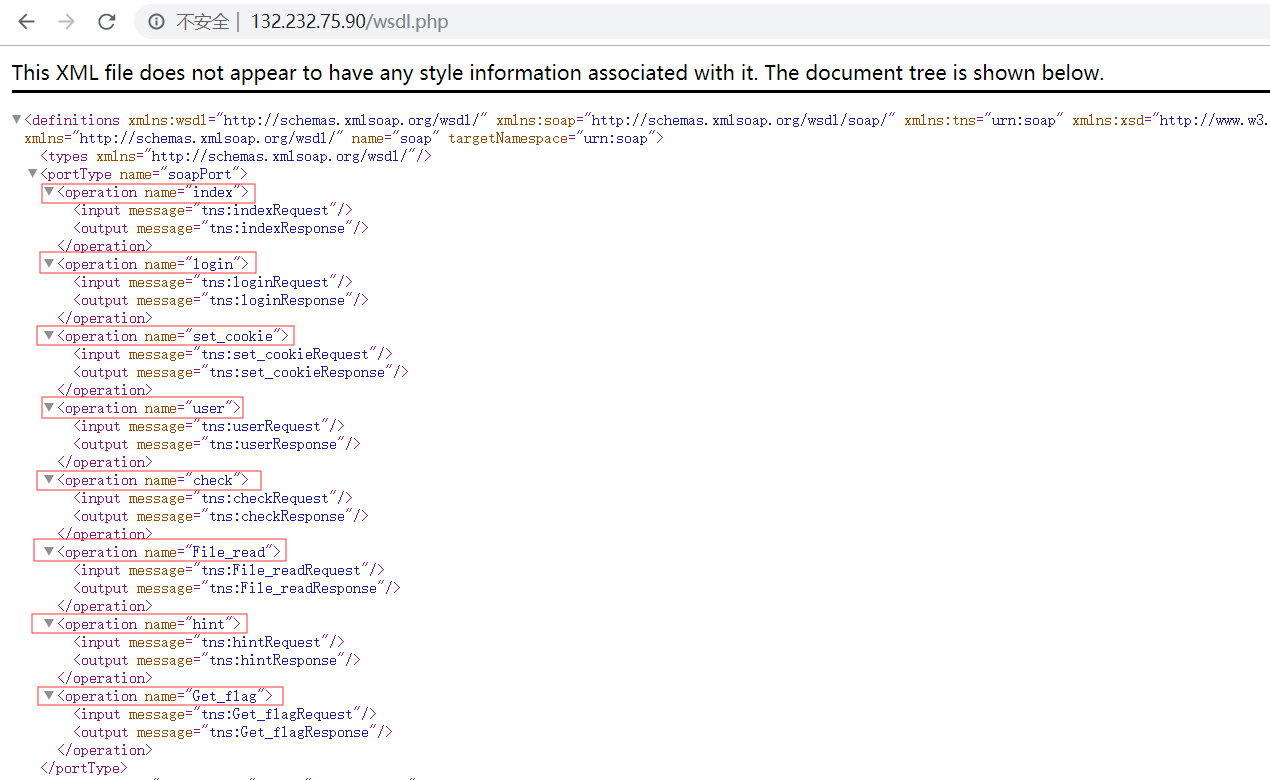 不安全 | 132.232.75.90/wsdl.php
This XML file does not appear to have any style information associated with it. The document tree is shown below.
▼<definitions xmlns:wsdl="http://schemas.xmlsoap.org/wsdl/" xmlns:soap="http://schemas.xmlsoap.org/wsdl/soap/" xmlns:tns="urn:soap" xmlns:xsd="http://www.w3.
xmlns="http://schemas.xmlsoap.org/wsdl/" name="soap" targetNamespace="urn:soap">
<types xmlns="http://schemas.xmlsoap.org/wsdl/"/>
▼<portType name="soapPort">
▼<operation name="index">
<input message="tns:indexRequest"/>
<output message="tns:indexResponse"/>
</operation>
▼<operation name="login">
<input message="tns:loginRequest"/>
<output message="tns:loginResponse"/>
</operation>
▼<operation name="set_cookie">
<input message="tns:set_cookieRequest"/>
<output message="tns:set_cookieResponse"/>
</operation>
▼<operation name="user">
<input message="tns:userRequest"/>
<output message="tns:userResponse"/>
</operation>
▼<operation name="check">
<input message="tns:checkRequest"/>
<output message="tns:checkResponse"/>
</operation>
▼<operation name="File_read">
<input message="tns:File_readRequest"/>
<output message="tns:File_readResponse"/>
</operation>
▼<operation name="hint">
<input message="tns:hintRequest"/>
<output message="tns:hintResponse"/>
</operation>
▼<operation name="Get_flag">
<input message="tns:Get_flagRequest"/>
<output message="tns:Get_flagResponse"/>
</operation>
</portType>